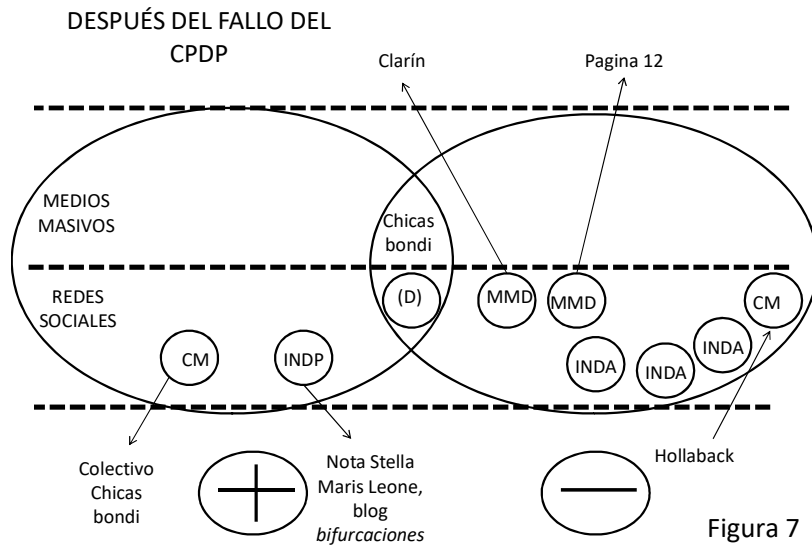 DESPUÉS DEL FALLO DEL
CPDP
Clarín
Pagina 12
MEDIOS
MASIVOS
Chicas
bondi
REDES
SOCIALES
(D)
MMD
MMD
CM
CM
INDP
INDA
INDA
INDA
Colectivo
Chicas
bondi
Nota Stella
Maris Leone,
blog
bifurcaciones
Hollaback
Figura 7